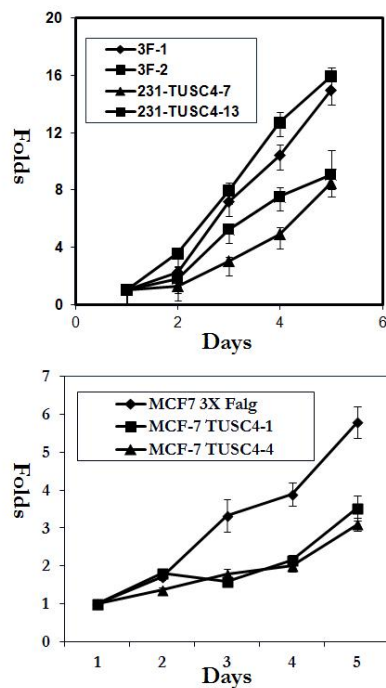 20
3F-1
3F-2
16
231-TUSC4-7
231-TUSC4-13
12
Folds
8
4
0
0 2 4 6
Days
7
MCF7 3X Falg
6
MCF-7 TUSC4-1
MCF-7 TUSC4-4
5
Folds
4
3
2
1
0
1 2 3 4 5
Days